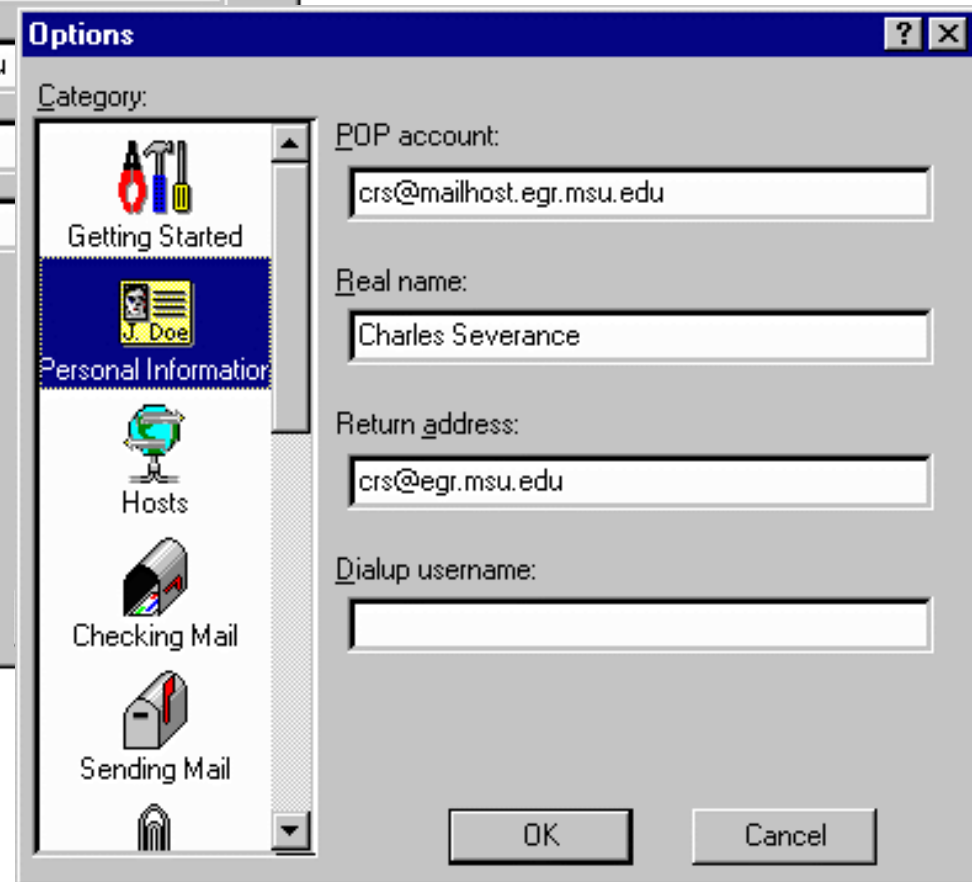 Options
Category:
Getting Started
J. Doe
Personal Information
Hosts
Checking Mail
Sending Mail
POP account:
crs@mailhost.egr.msu.edu
Real name:
Charles Severance
Return address:
crs@egr.msu.edu
Dialup username:
OK
Cancel